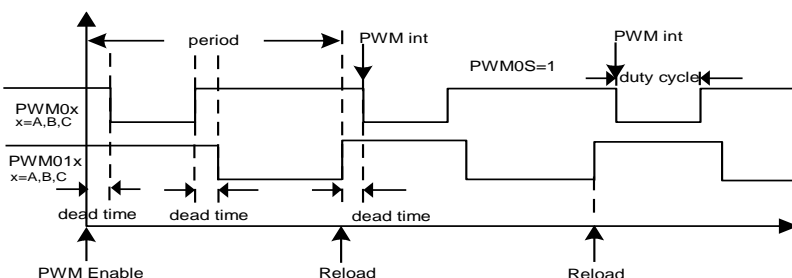 period
PWM int
PWM int
PWM0S=1
duty cycle
PWM0x
x=A,B,C
PWM01x
x=A,B,C
dead time
dead time
dead time
PWM Enable
Reload
Reload